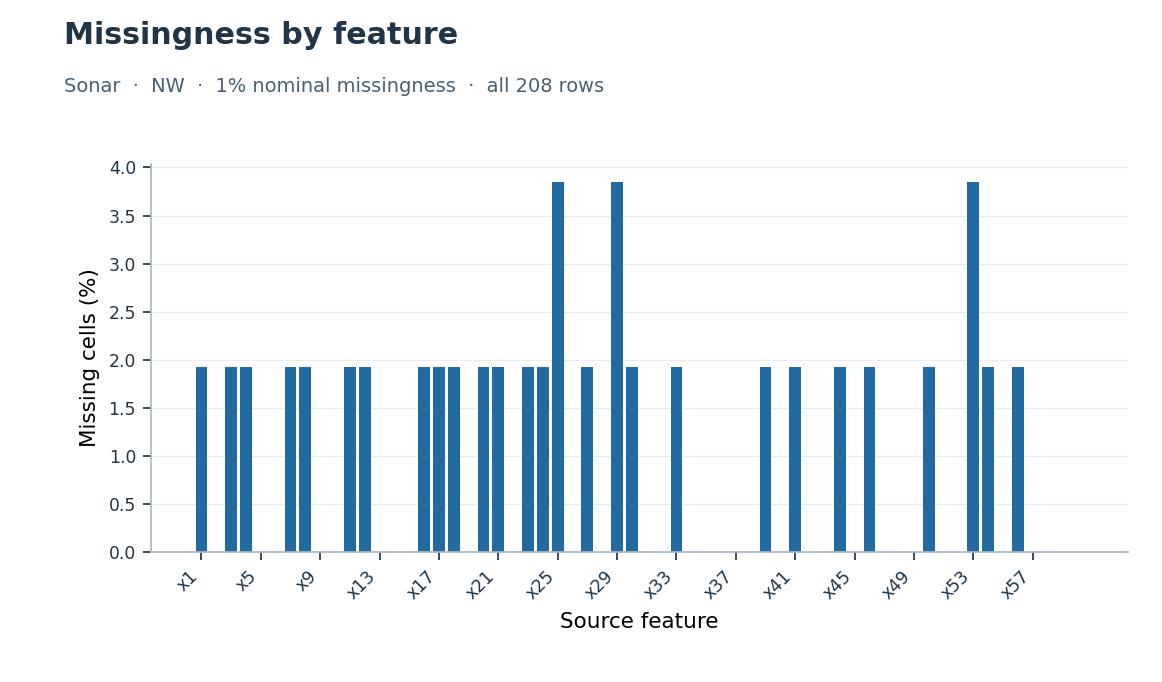 Missingness by feature
Sonar · NW · 1% nominal missingness · all 208 rows
4.0
3.5
3.0
2.5
2.0
1.5
1.0
0.5
0.0
Missing cells (%)
x1 x5 x9 x13 x17 x21 x25 x29 x33 x37 x41 x45 x49 x53 x57
Source feature